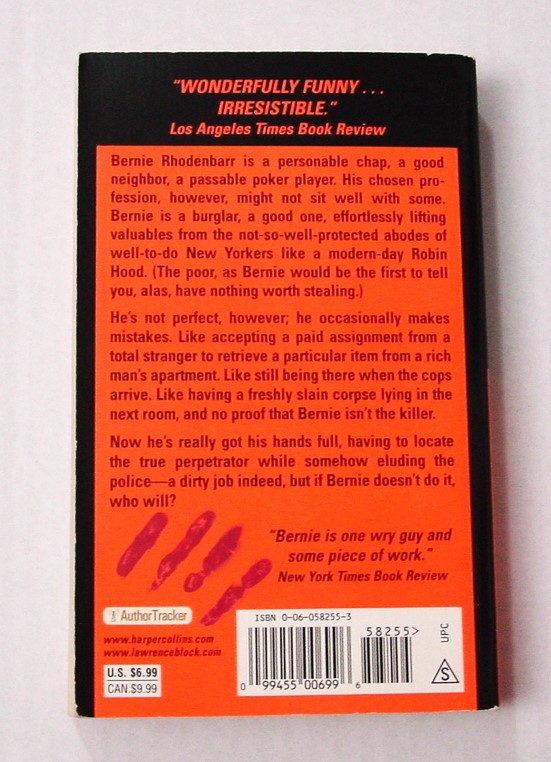 “WONDERFULLY FUNNY . . .
IRRESISTIBLE.”
Los Angeles Times Book Review
Bernie Rhodenbarr is a personable chap, a good
neighbor, a passable poker player. His chosen pro-
fession, however, might not sit well with some.
Bernie is a burglar, a good one, effortlessly lifting
valuables from the not-so-well-protected abodes of
well-to-do New Yorkers like a modern-day Robin
Hood. (The poor, as Bernie would be the first to tell
you, alas, have nothing worth stealing.)
He’s not perfect, however; he occasionally makes
mistakes. Like accepting a paid assignment from a
total stranger to retrieve a particular item from a rich
man’s apartment. Like still being there when the cops
arrive. Like having a freshly slain corpse lying in the
next room, and no proof that Bernie isn’t the killer.
Now he’s really got his hands full, having to locate
the true perpetrator while somehow eluding the
police—a dirty job indeed, but if Bernie doesn’t do it,
who will?
“Bernie is one wry guy and
some piece of work.”
New York Times Book Review
AuthorTracker
www.harpercollins.com
www.lawrenceblock.com
U.S. $6.99
CAN.$9.99
ISBN 0-06-058255-3
58255>
0 99455 00699 6
UPC
S